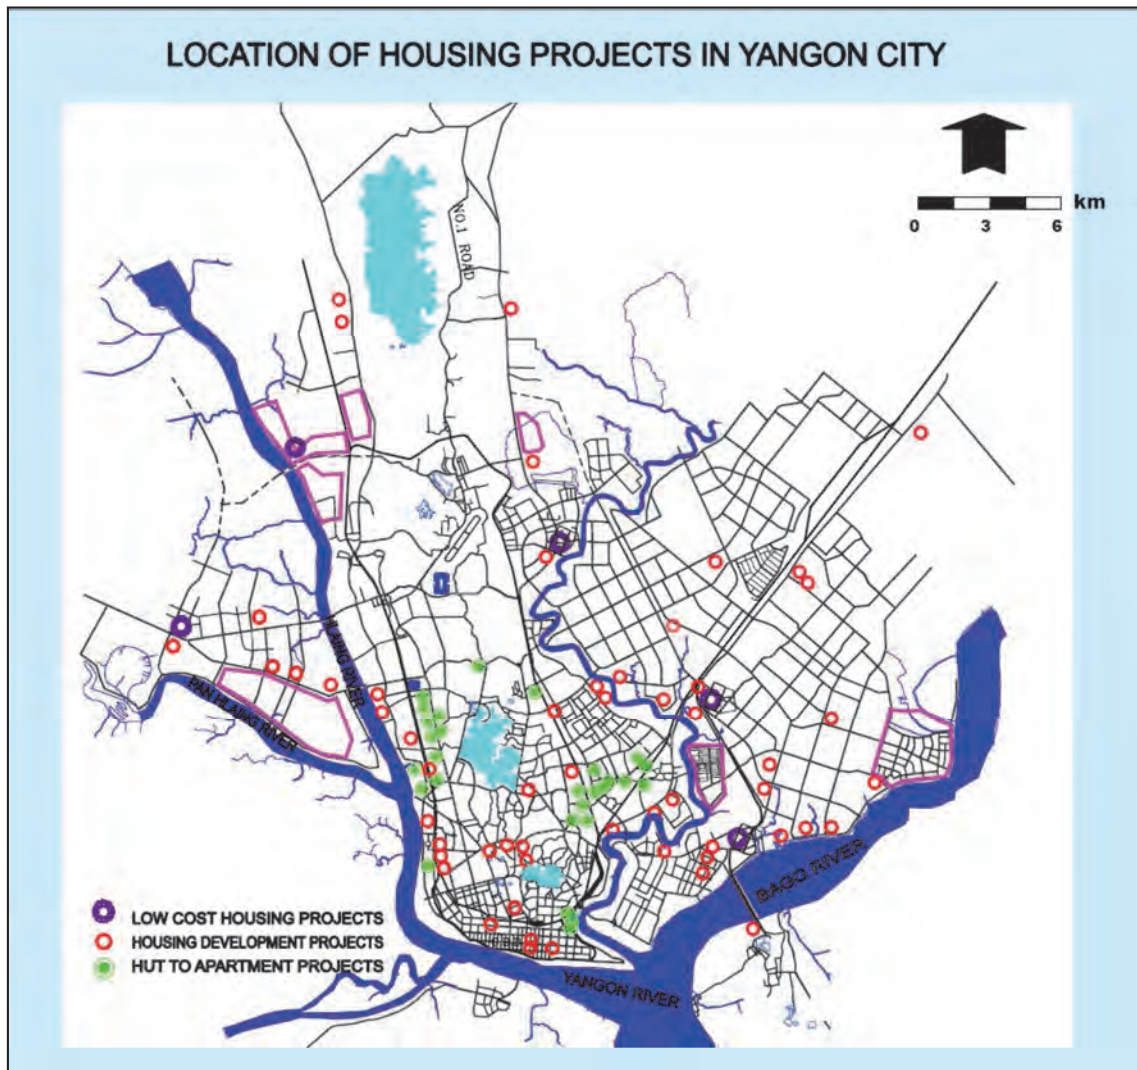 LOCATION OF HOUSING PROJECTS IN YANGON CITY
km
0 3 6
NO.1 ROAD
HLAING RIVER
PAN HLAING RIVER
BAGO RIVER
LOW COST HOUSING PROJECTS
HOUSING DEVELOPMENT PROJECTS
HUT TO APARTMENT PROJECTS
YANGON RIVER